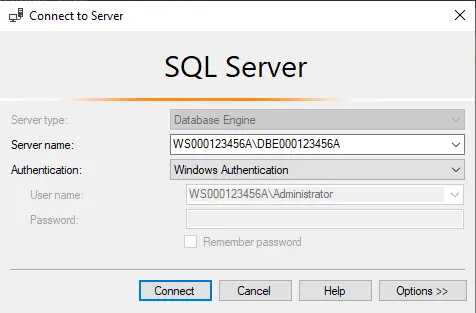 Connect to Server
SQL Server
Server type: Database Engine
Server name: WS000123456A\DBE000123456A
Authentication: Windows Authentication
User name: WS000123456A\Administrator
Password:
Remember password
Connect Cancel Help Options >>